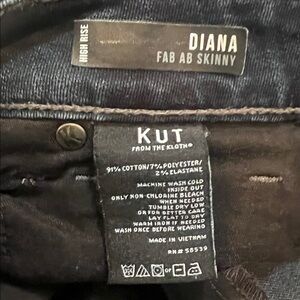 HIGH RISE
DIANA
FAB AB SKINNY
KUT
FROM THE KLOTH®
91% COTTON/7% POLYESTER/
2% ELASTANE
MACHINE WASH COLD
INSIDE OUT
ONLY NON CHLORINE BLEACH
WHEN NEEDED
TUMBLE DRY LOW
OR FOR BETTER CARE
LAY FLAT TO DRY
WARM IRON IF NEEDED
WASH ONCE BEFORE WEARING
MADE IN VIETNAM
RN# 58539